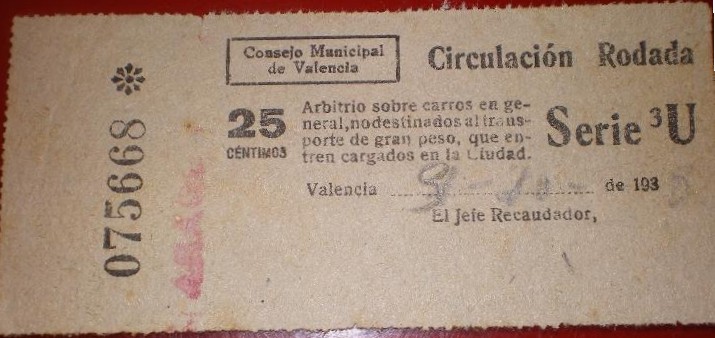 075668
Consejo Municipal
de Valencia
Circulación Rodada
25
CÉNTIMOS
Arbitrio sobre carros en ge-
neral,nodestinados al trans-
porte de gran peso, que en-
tren cargados en la Ciudad.
Serie ³U
Valencia de 193
El Jefe Recaudador,